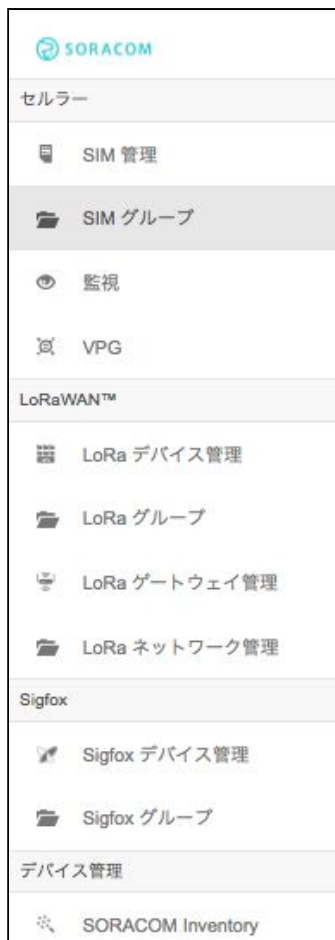 SORACOM
セルラー
SIM 管理
SIM グループ
監視
VPG
LoRaWAN™
LoRa デバイス管理
LoRa グループ
LoRa ゲートウェイ管理
LoRa ネットワーク管理
Sigfox
Sigfox デバイス管理
Sigfox グループ
デバイス管理
SORACOM Inventory